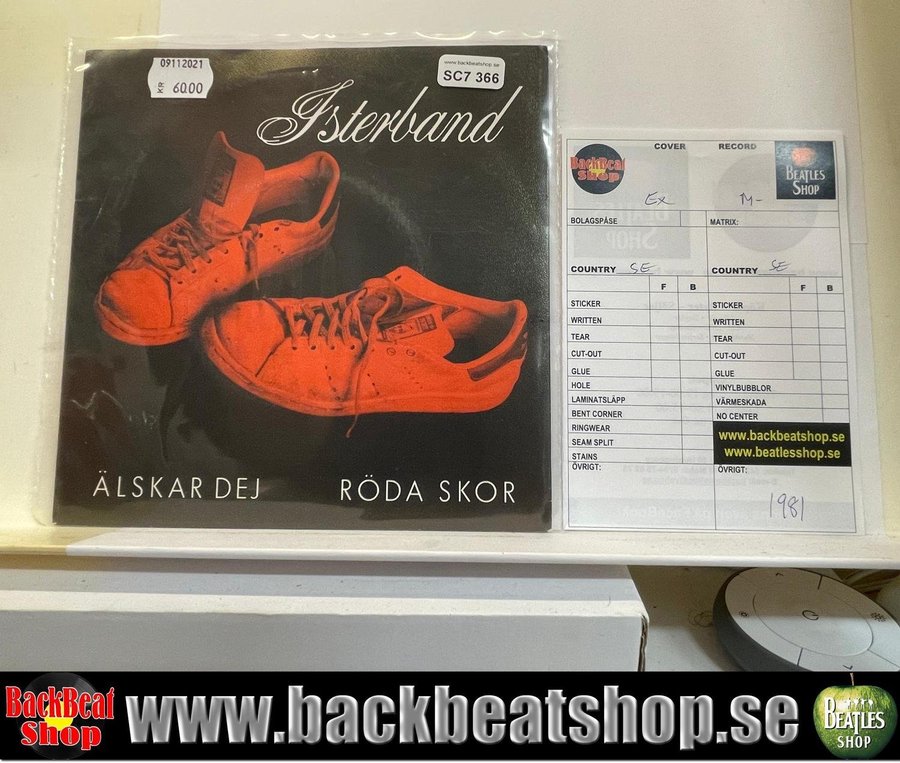 09112021
KR 60.00
www.backbeatshop.se
SC7 366
Isterband
ÄLSKAR DEJ
RÖDA SKOR
COVER
RECORD
BackBeat
Shop
BEATLES
SHOP
Ex
M-
BOLAGSPÅSE
MATRIX:
COUNTRY SE
COUNTRY SE
F B
F B
STICKER
STICKER
WRITTEN
WRITTEN
TEAR
TEAR
CUT-OUT
CUT-OUT
GLUE
GLUE
HOLE
VINYLBUBBLOR
LAMINATSLÄPP
VÄRMESKADA
BENT CORNER
NO CENTER
RINGWEAR
SEAM SPLIT
STAINS
www.backbeatshop.se
www.beatlesshop.se
ÖVRIGT:
ÖVRIGT:
1981
BackBeat
Shop
www.backbeatshop.se
BEATLES
SHOP